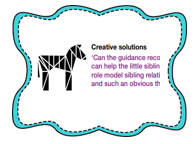 Creative solutions
'Can the guidance reco
can help the little siblin
role model sibling relati
and such an obvious th